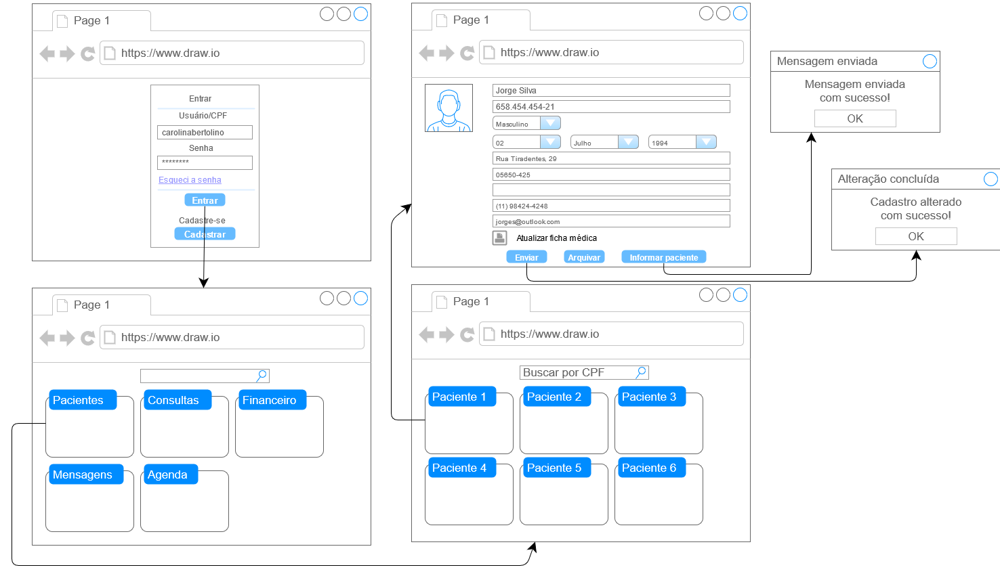 Page 1
https://www.draw.io
Entrar
Usuário/CPF
carolinabertolino
Senha
********
Esqueci a senha
Entrar
Cadastre-se
Cadastrar
Page 1
https://www.draw.io
Jorge Silva
658.454.454-21
Masculino
02 Julho 1994
Rua Tiradentes, 29
05650-425
(11) 98424-4248
jorges@outlook.com
Atualizar ficha médica
Enviar Arquivar Informar paciente
Mensagem enviada
Mensagem enviada
com sucesso!
OK
Alteração concluída
Cadastro alterado
com sucesso!
OK
Page 1
https://www.draw.io
Pacientes Consultas Financeiro
Mensagens Agenda
Page 1
https://www.draw.io
Buscar por CPF
Paciente 1 Paciente 2 Paciente 3
Paciente 4 Paciente 5 Paciente 6